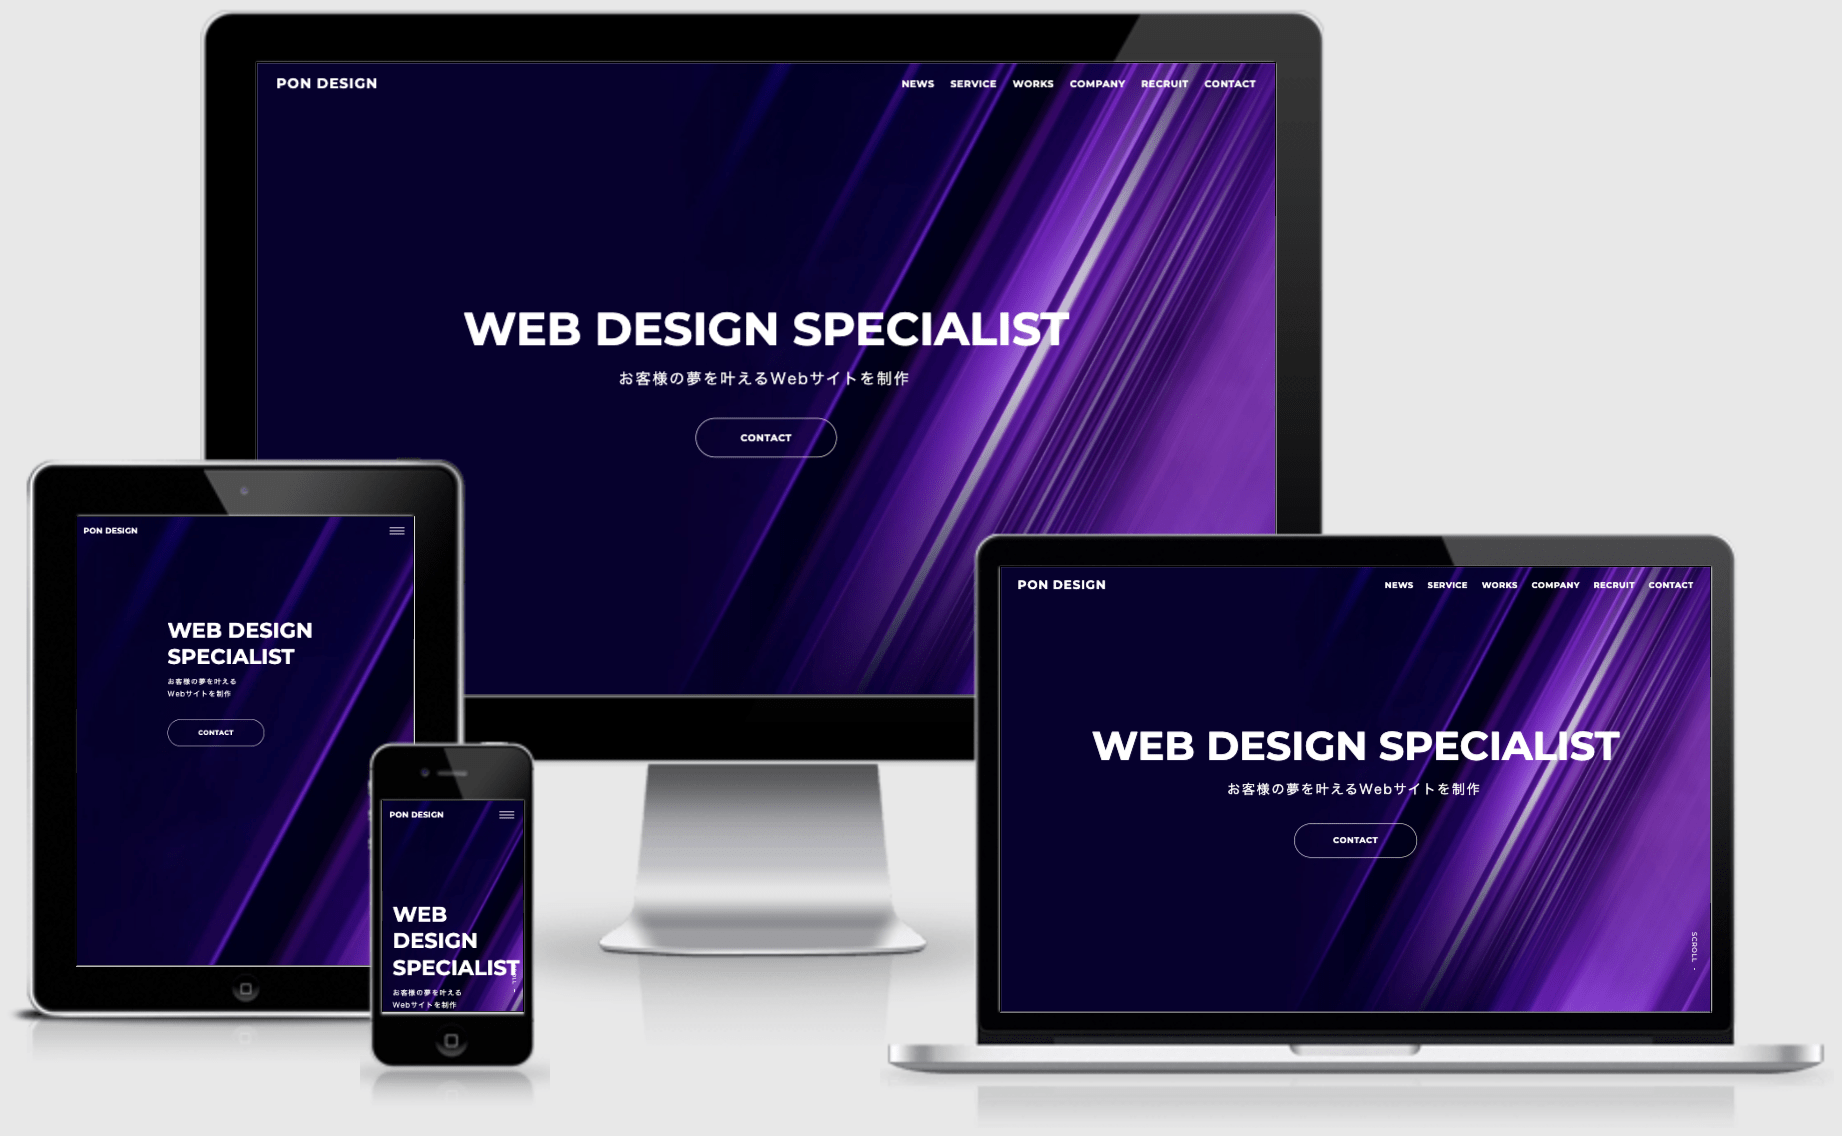 PON DESIGN
NEWS SERVICE WORKS COMPANY RECRUIT CONTACT
WEB DESIGN SPECIALIST
お客様の夢を叶えるWebサイトを制作
CONTACT
PON DESIGN
WEB DESIGN
SPECIALIST
お客様の夢を叶える
Webサイトを制作
CONTACT
PON DESIGN
WEB
DESIGN
SPECIALIST
お客様の夢を叶える
Webサイトを制作
PON DESIGN
NEWS SERVICE WORKS COMPANY RECRUIT CONTACT
WEB DESIGN SPECIALIST
お客様の夢を叶えるWebサイトを制作
CONTACT
SCROLL